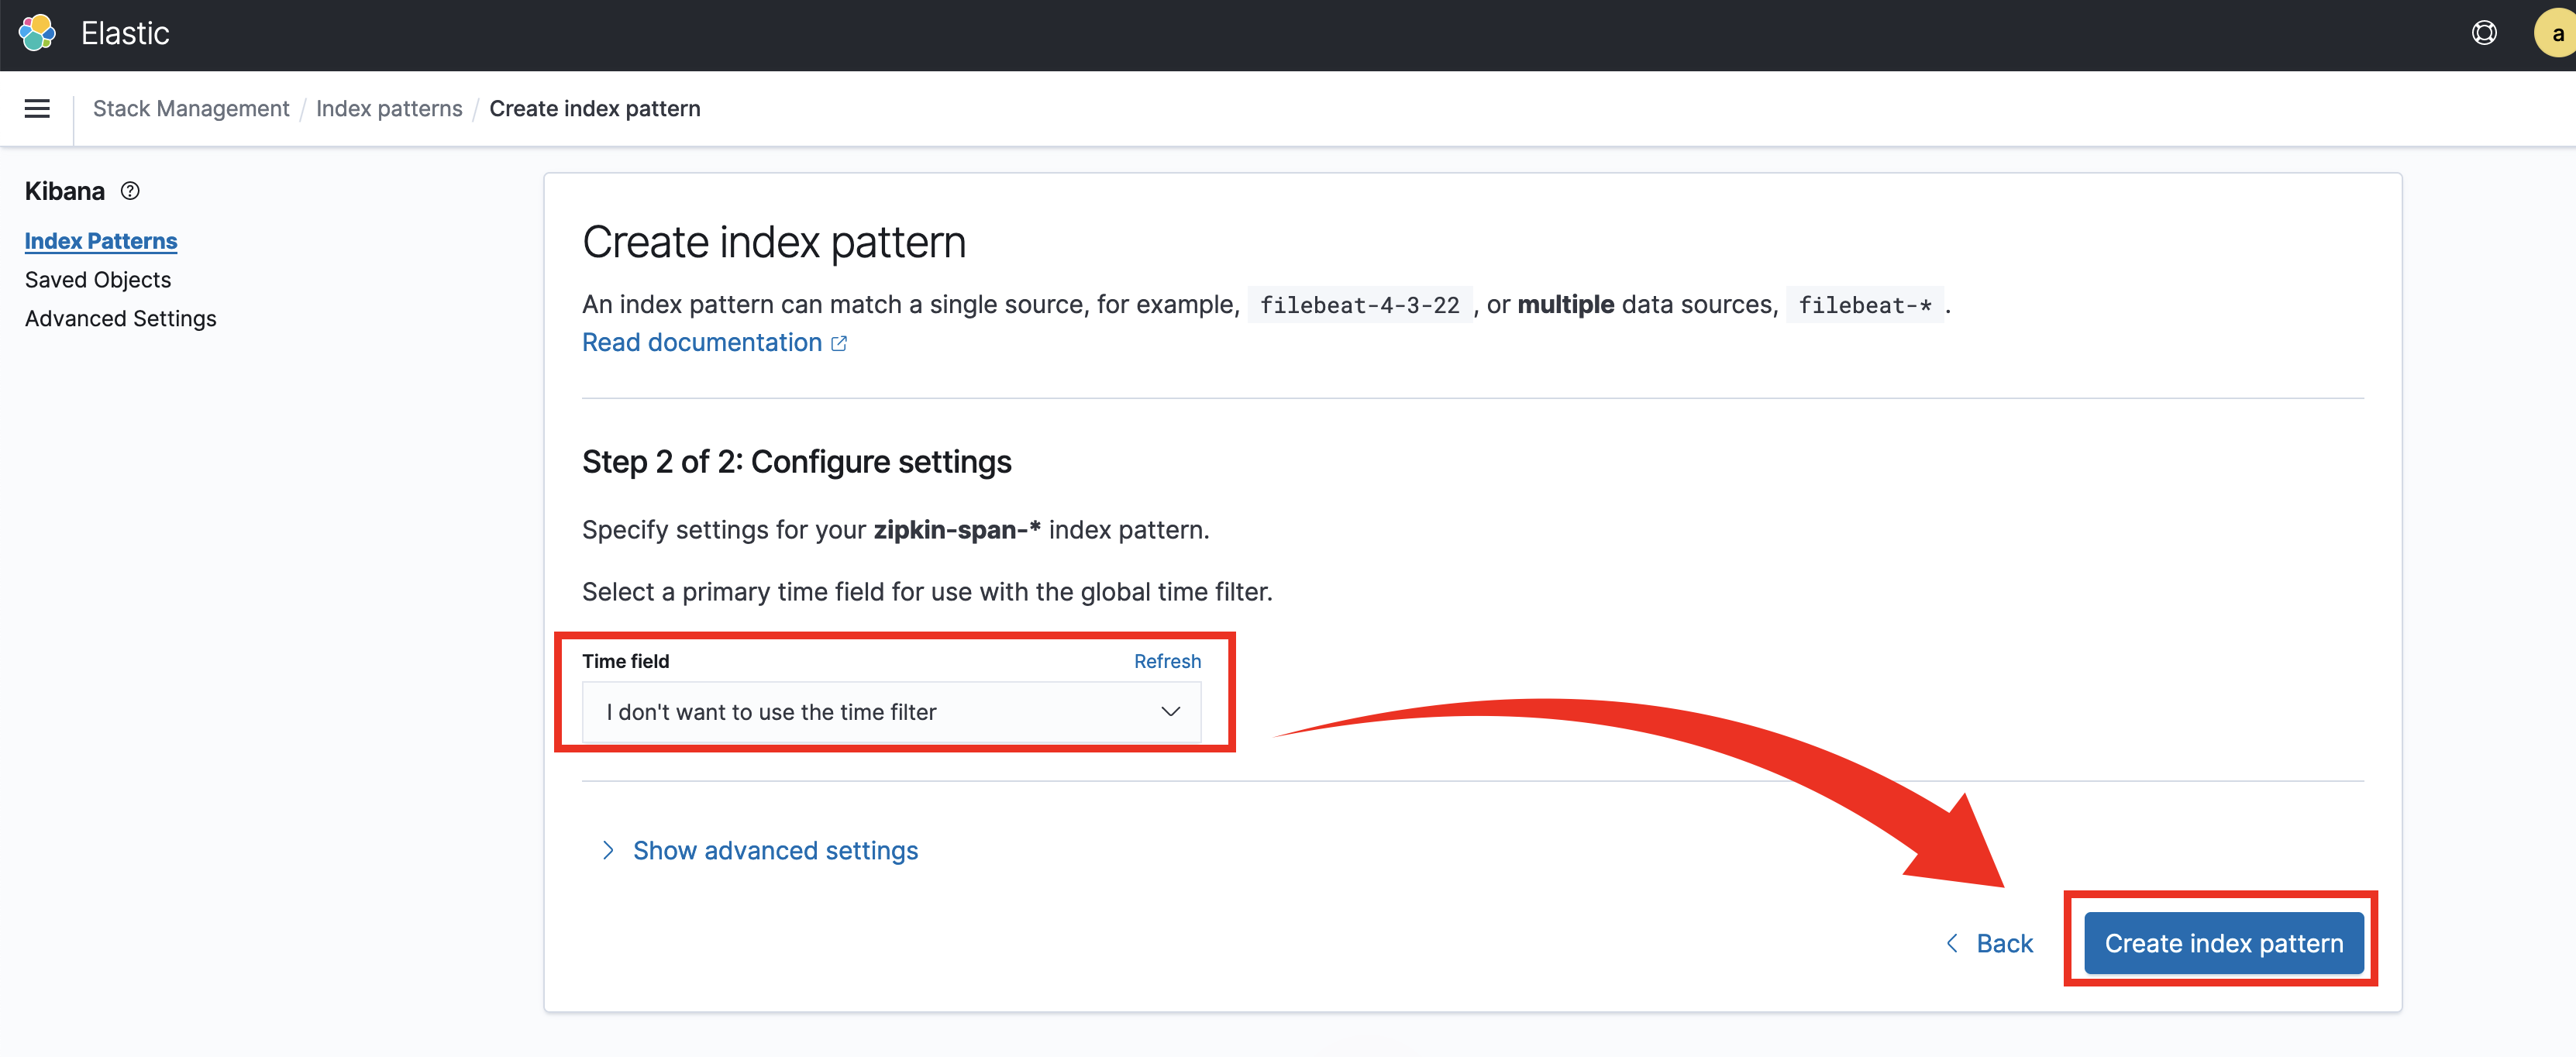 Elastic
a
Stack Management / Index patterns / Create index pattern
Kibana
Index Patterns
Saved Objects
Advanced Settings
Create index pattern
An index pattern can match a single source, for example, filebeat-4-3-22 , or multiple data sources, filebeat-* .
Read documentation
Step 2 of 2: Configure settings
Specify settings for your zipkin-span-* index pattern.
Select a primary time field for use with the global time filter.
Time field Refresh
I don't want to use the time filter
Show advanced settings
Back Create index pattern